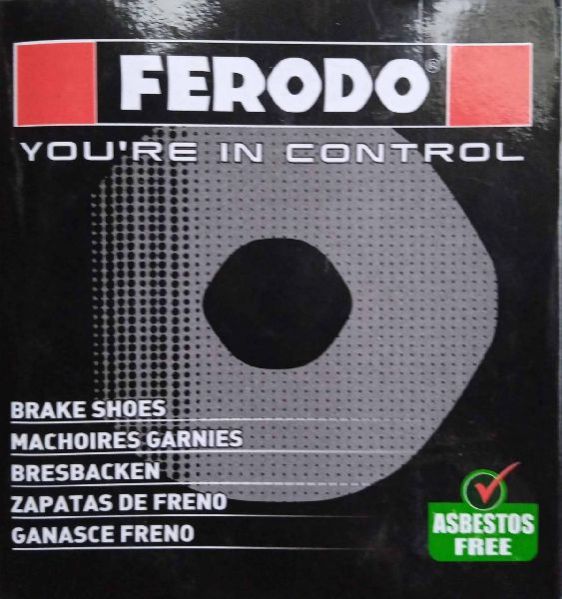 FERODO®
YOU'RE IN CONTROL
BRAKE SHOES
MACHOIRES GARNIES
BRESBACKEN
ZAPATAS DE FRENO
GANASCE FRENO
ASBESTOS
FREE